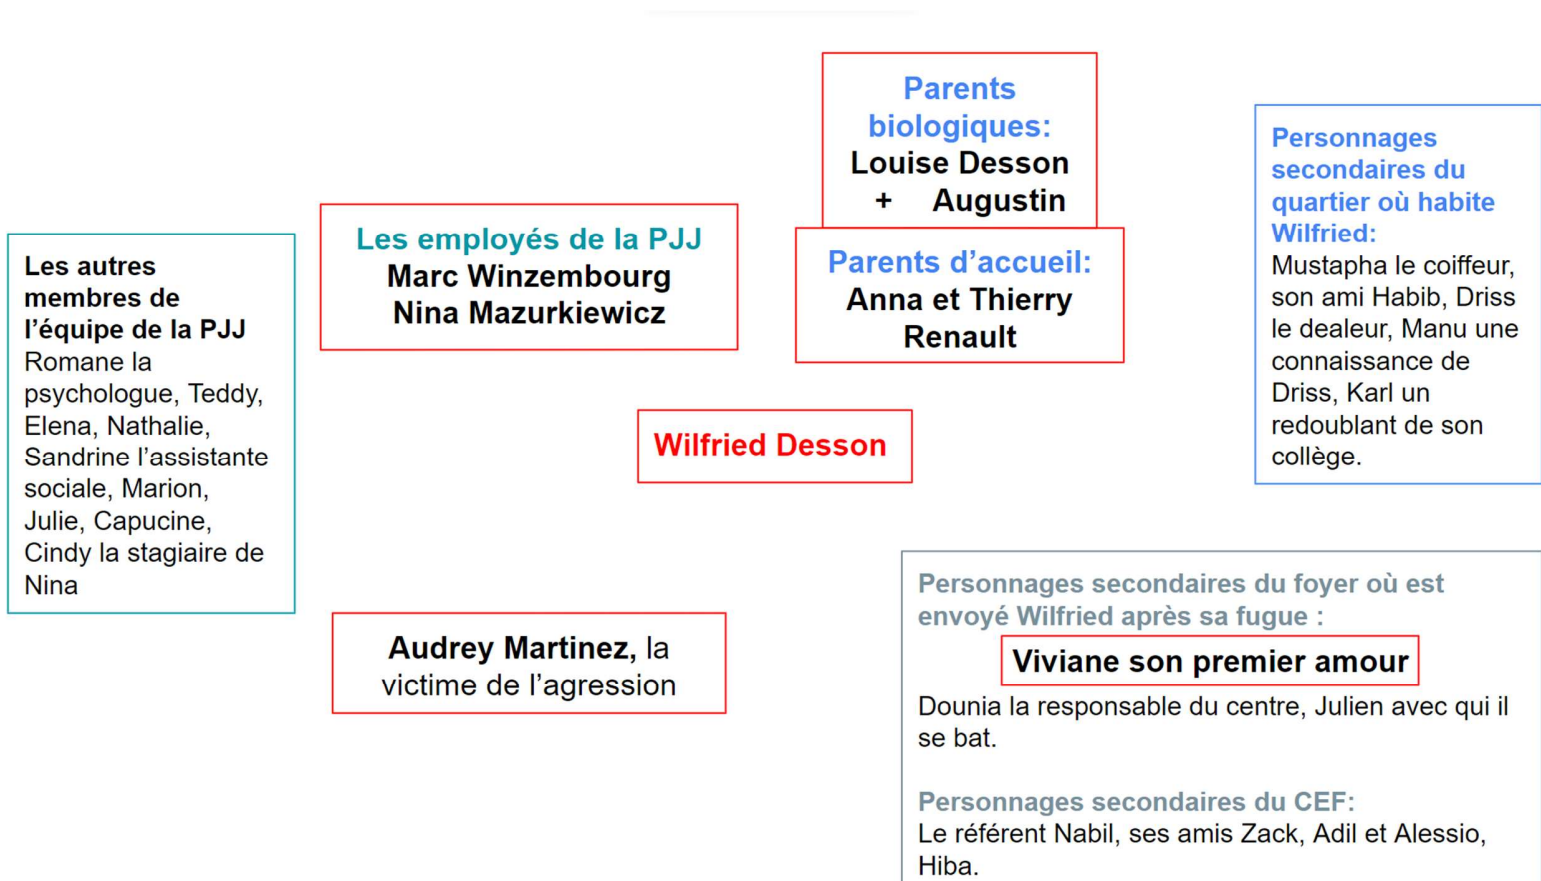 Parents
biologiques:
Louise Desson
+ Augustin
Parents d’accueil:
Anna et Thierry
Renault
Personnages
secondaires du
quartier où habite
Wilfried:
Mustapha le coiffeur,
son ami Habib, Driss
le dealeur, Manu une
connaissance de
Driss, Karl un
redoublant de son
collège.
Les employés de la PJJ
Marc Winzembourg
Nina Mazurkiewicz
Les autres
membres de
l’équipe de la PJJ
Romane la
psychologue, Teddy,
Elena, Nathalie,
Sandrine l’assistante
sociale, Marion,
Julie, Capucine,
Cindy la stagiaire de
Nina
Wilfried Desson
Audrey Martinez, la
victime de l’agression
Personnages secondaires du foyer où est
envoyé Wilfried après sa fugue :
Viviane son premier amour
Dounia la responsable du centre, Julien avec qui il
se bat.
Personnages secondaires du CEF:
Le référent Nabil, ses amis Zack, Adil et Alessio,
Hiba.